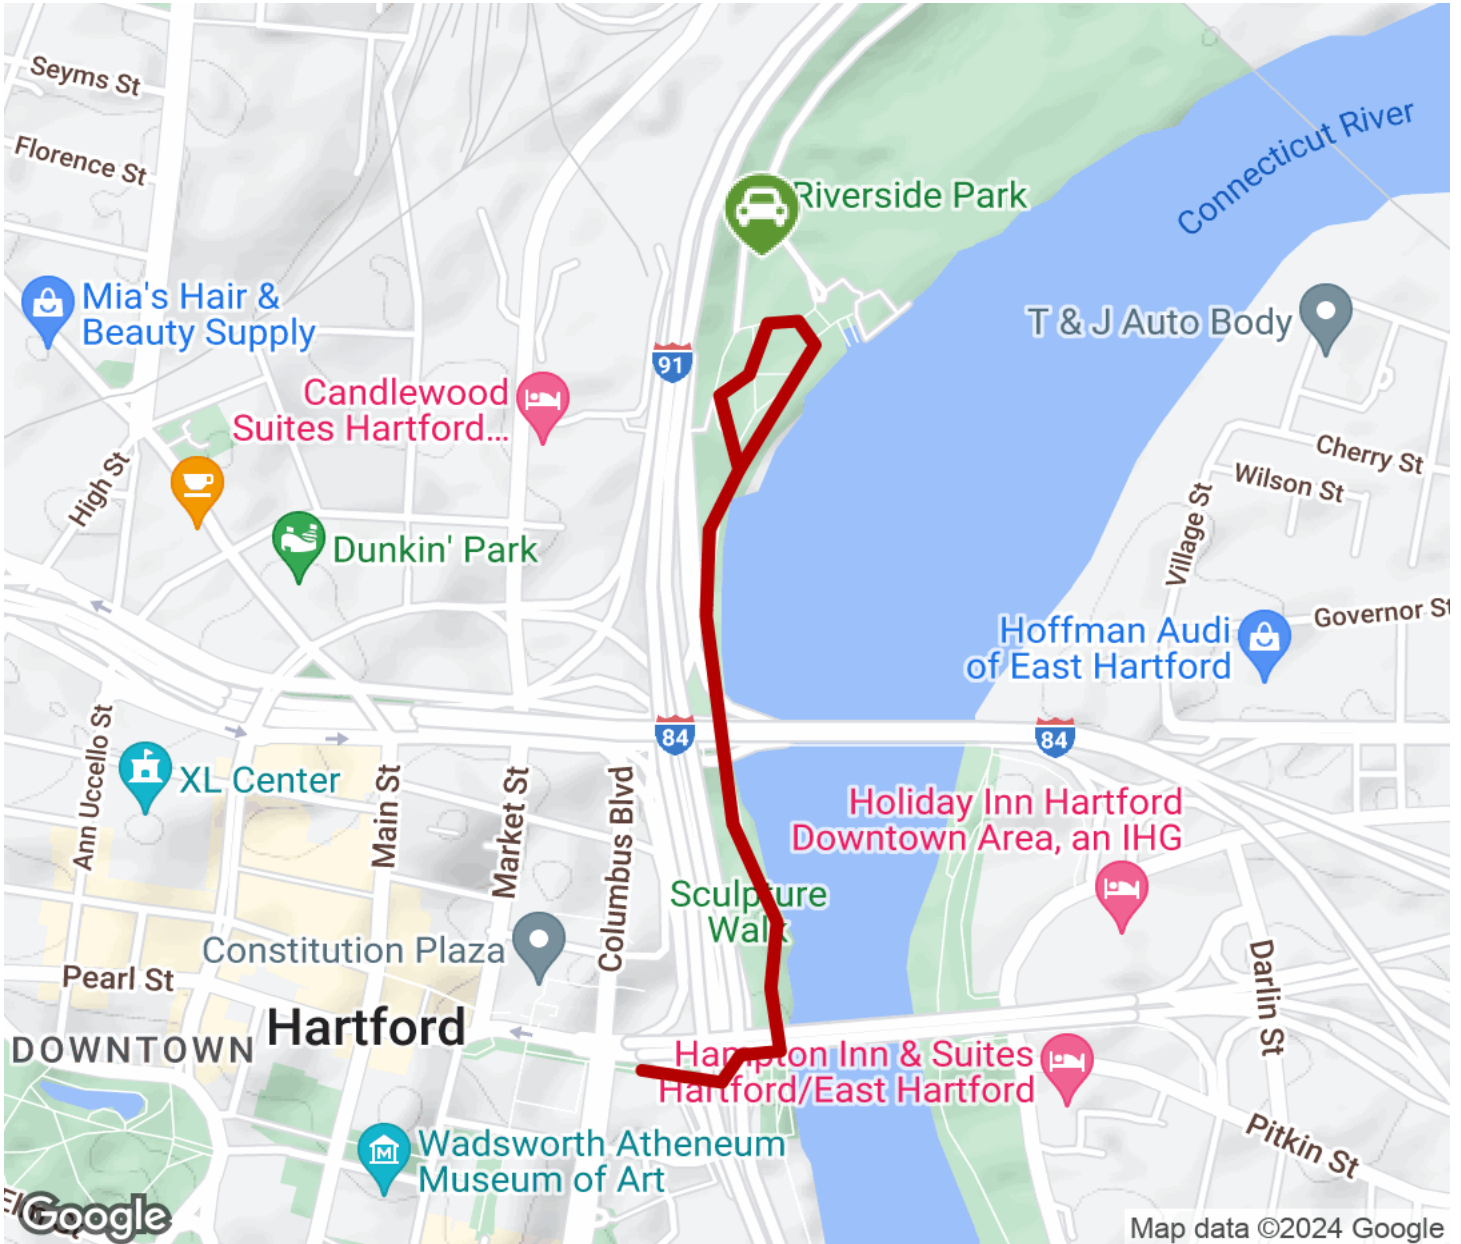 Seyms St
Florence St
Connecticut River
Riverside Park
Mia's Hair &
Beauty Supply
T & J Auto Body
91
Candlewood
Suites Hartford...
Cherry St
Wilson St
High St
Village St
Dunkin' Park
Governor St
Hoffman Audi
of East Hartford
Ann Uccello St
84
84
XL Center
Main St
Market St
Columbus Blvd
Holiday Inn Hartford
Downtown Area, an IHG
Sculpture
Walk
Constitution Plaza
Pearl St
Darlin St
Hartford
DOWNTOWN
Hampton Inn & Suites
Hartford/East Hartford
Pitkin St
Wadsworth Atheneum
Museum of Art
M
Google
Map data ©2024 Google